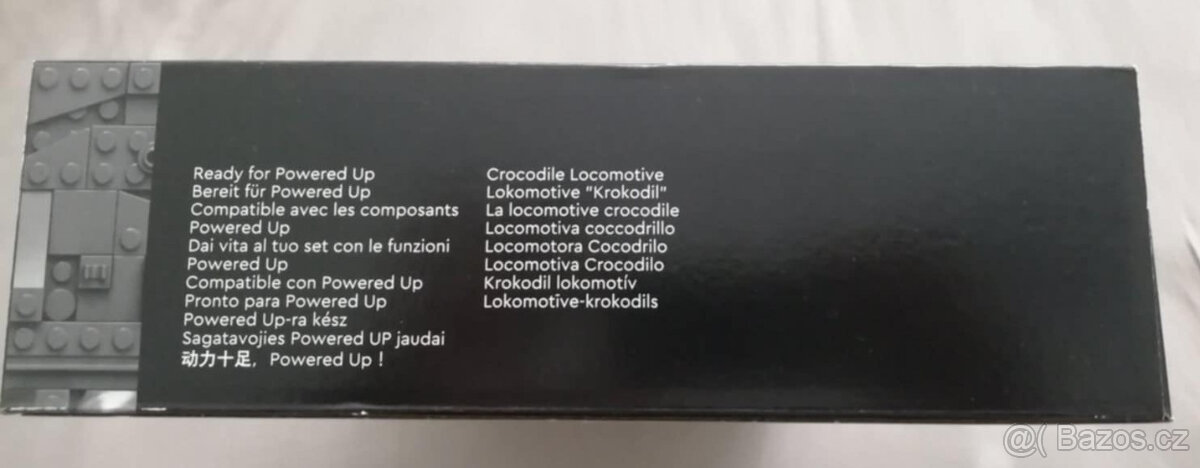 Ready for Powered Up
Bereit für Powered Up
Compatible avec les composants
Powered Up
Dai vita al tuo set con le funzioni
Powered Up
Compatible con Powered Up
Pronto para Powered Up
Powered Up-ra kész
Sagatavojies Powered UP jaudai
动力十足，Powered Up！
Crocodile Locomotive
Lokomotive "Krokodil"
La locomotive crocodile
Locomotiva coccodrillo
Locomotora Cocodrilo
Locomotiva Crocodilo
Krokodil lokomotív
Lokomotīve-krokodils
@( Bazos.cz